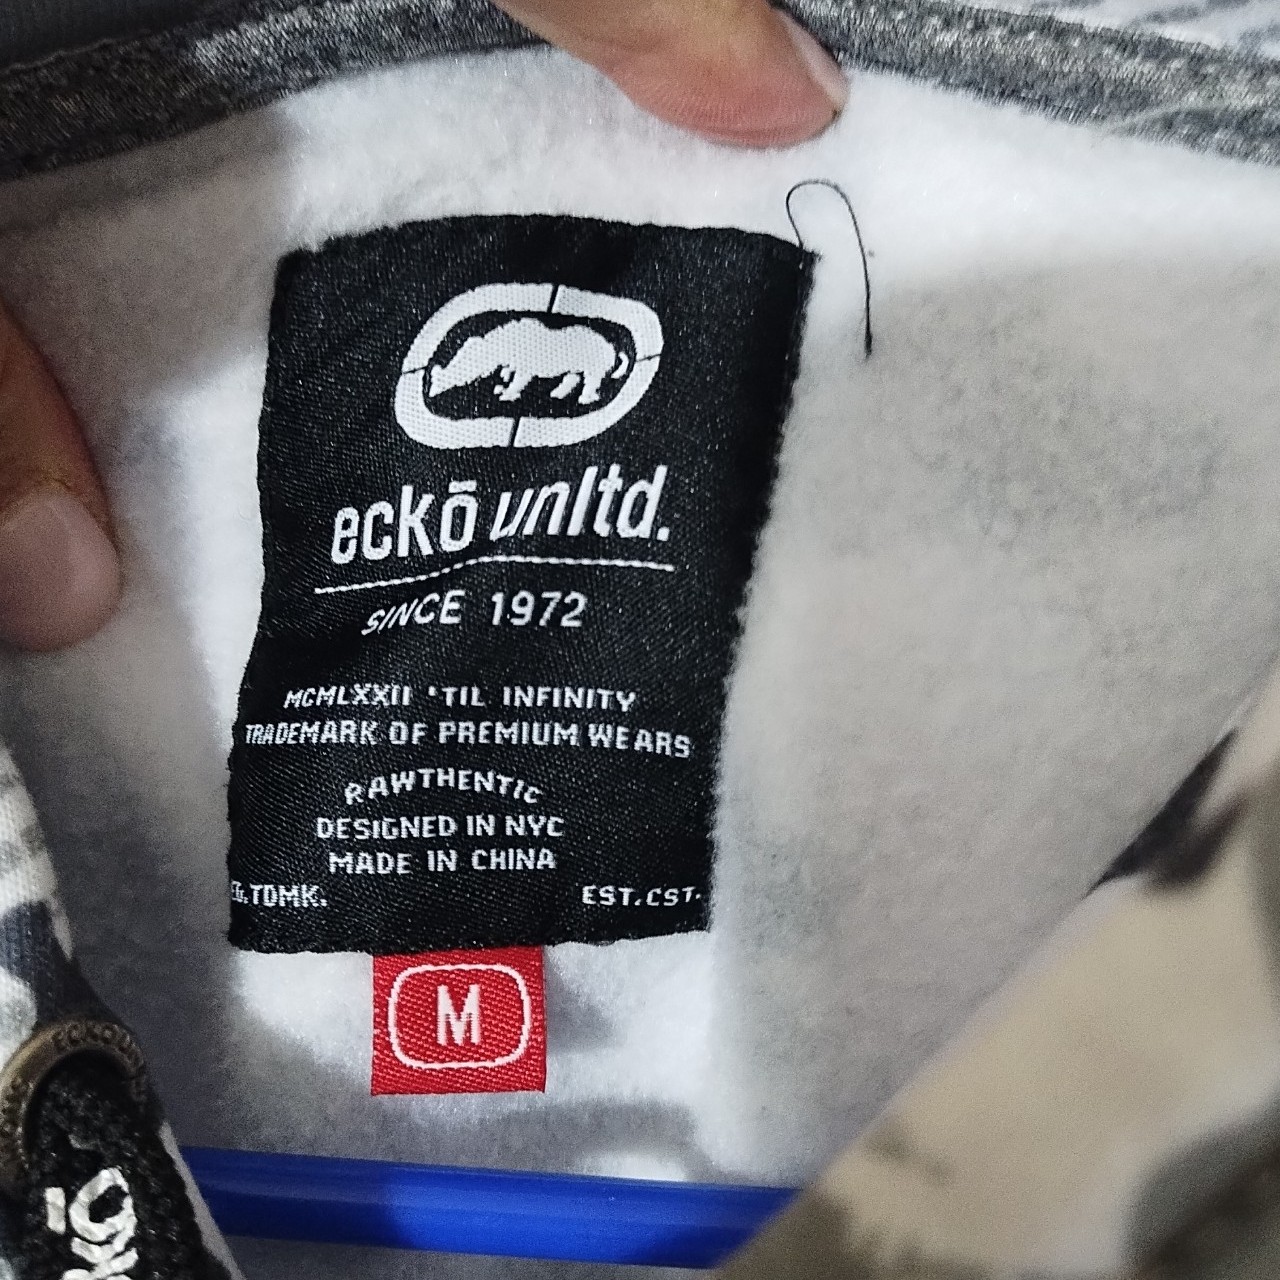 eckō unltd.
SINCE 1972
MCMLXXII 'TIL INFINITY
TRADEMARK OF PREMIUM WEARS
RAWTHENTIC
DESIGNED IN NYC
MADE IN CHINA
G.TDMK. EST.CST.
M